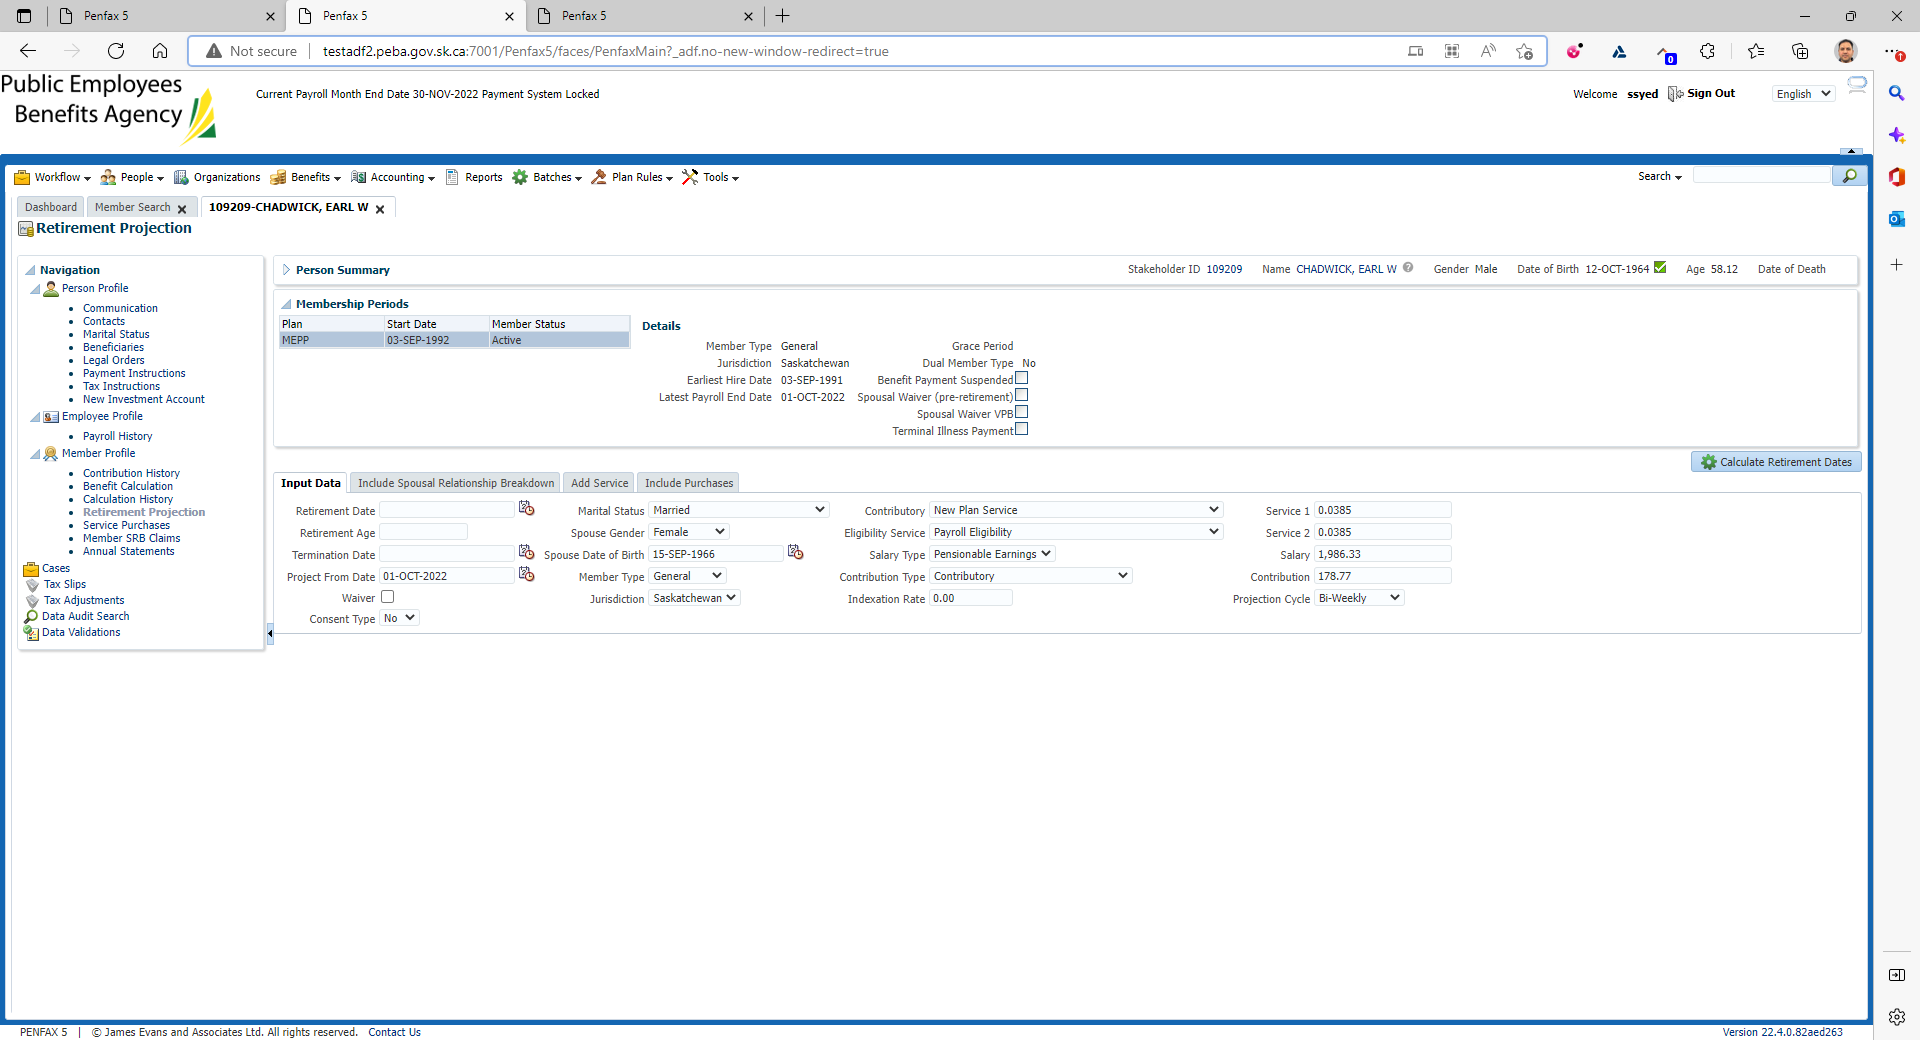 Penfax 5
Penfax 5
Penfax 5
Not secure | testadf2.peba.gov.sk.ca:7001/Penfax5/faces/PenfaxMain?_adf.no-new-window-redirect=true
0
Public Employees
Benefits Agency
Current Payroll Month End Date 30-NOV-2022 Payment System Locked
Welcome ssyed Sign Out English
Workflow People Organizations Benefits Accounting Reports Batches Plan Rules Tools Search
Dashboard Member Search 109209-CHADWICK, EARL W
Retirement Projection
Navigation
Person Profile
Communication
Contacts
Marital Status
Beneficiaries
Legal Orders
Payment Instructions
Tax Instructions
New Investment Account
Employee Profile
Payroll History
Member Profile
Contribution History
Benefit Calculation
Calculation History
Retirement Projection
Service Purchases
Member SRB Claims
Annual Statements
Cases
Tax Slips
Tax Adjustments
Data Audit Search
Data Validations
Person Summary Stakeholder ID 109209 Name CHADWICK, EARL W Gender Male Date of Birth 12-OCT-1964 Age 58.12 Date of Death
Membership Periods
Plan Start Date Member Status
MEPP 03-SEP-1992 Active
Details
Member Type General Grace Period
Jurisdiction Saskatchewan Dual Member Type No
Earliest Hire Date 03-SEP-1991 Benefit Payment Suspended
Latest Payroll End Date 01-OCT-2022 Spousal Waiver (pre-retirement)
Spousal Waiver VPB
Terminal Illness Payment
Calculate Retirement Dates
Input Data Include Spousal Relationship Breakdown Add Service Include Purchases
Retirement Date Marital Status Married Contributory New Plan Service Service 1 0.0385
Retirement Age Spouse Gender Female Eligibility Service Payroll Eligibility Service 2 0.0385
Termination Date Spouse Date of Birth 15-SEP-1966 Salary Type Pensionable Earnings Salary 1,986.33
Project From Date 01-OCT-2022 Member Type General Contribution Type Contributory Contribution 178.77
Waiver Jurisdiction Saskatchewan Indexation Rate 0.00 Projection Cycle Bi-Weekly
Consent Type No
PENFAX 5 | © James Evans and Associates Ltd. All rights reserved. Contact Us Version 22.4.0.82aed263